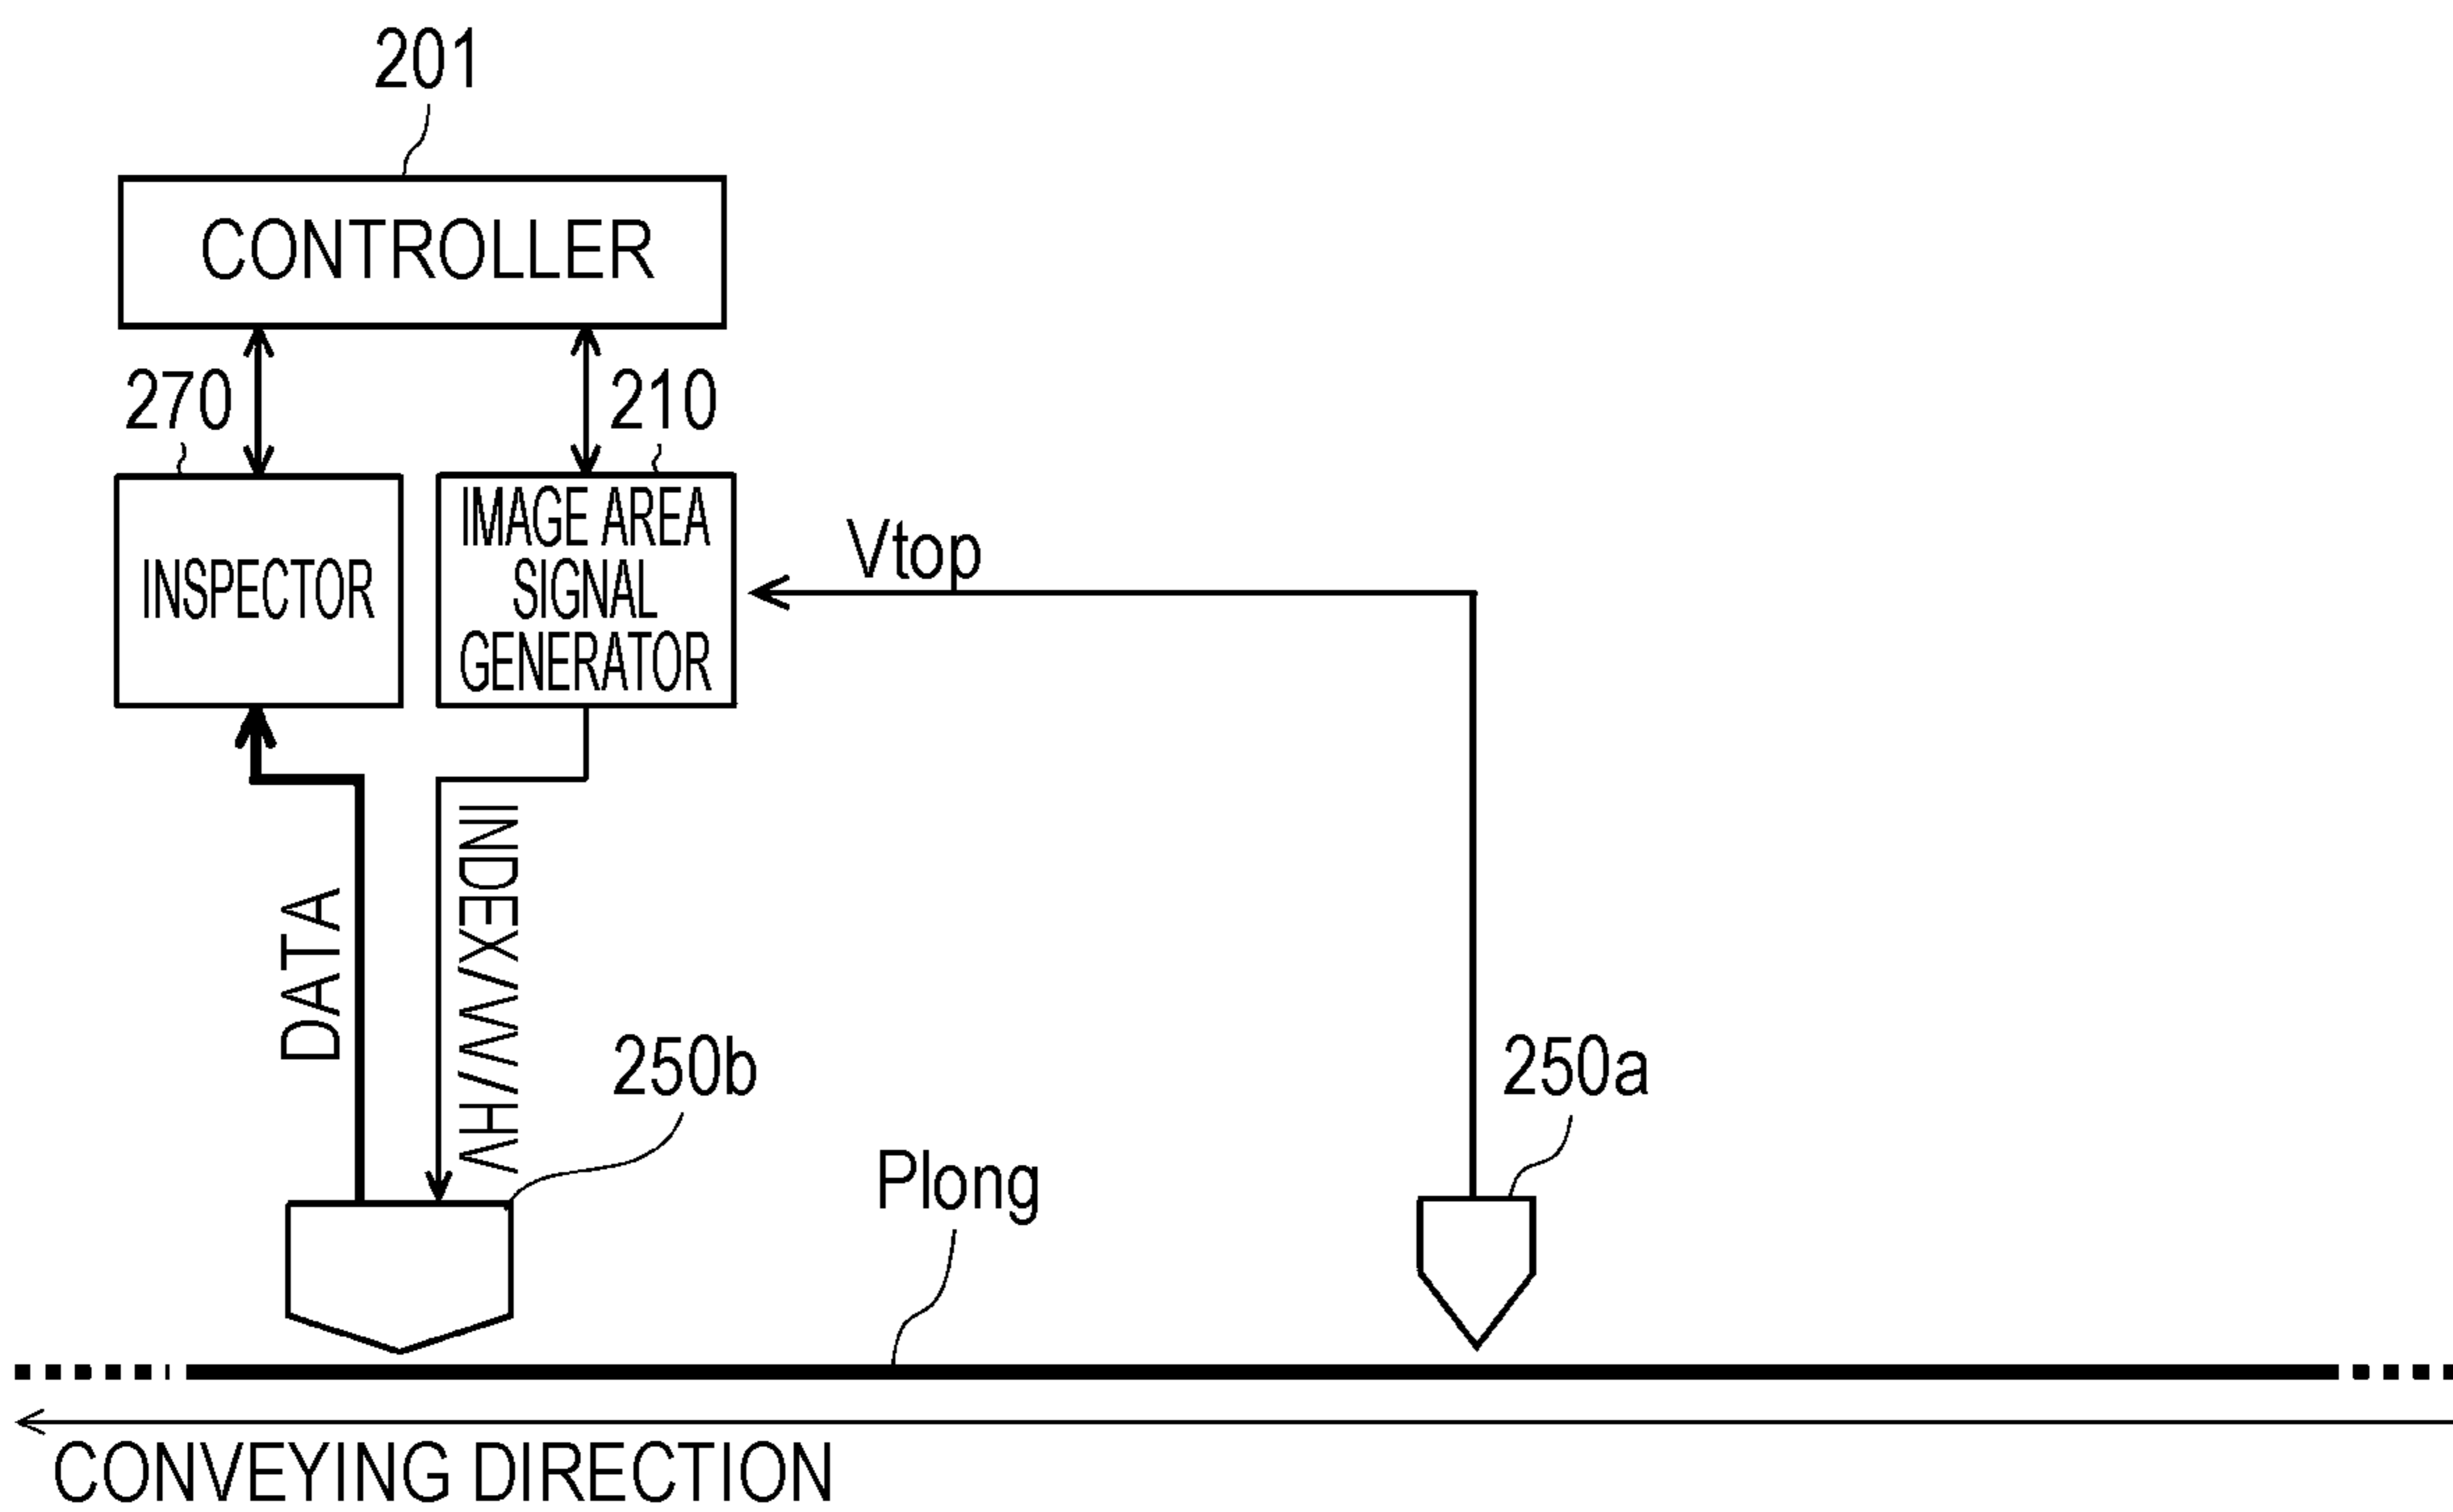 201
CONTROLLER
270
210
INSPECTOR
IMAGE AREA
SIGNAL
GENERATOR
Vtop
DATA
INDEX/VV/HV
250b
250a
Plong
CONVEYING DIRECTION